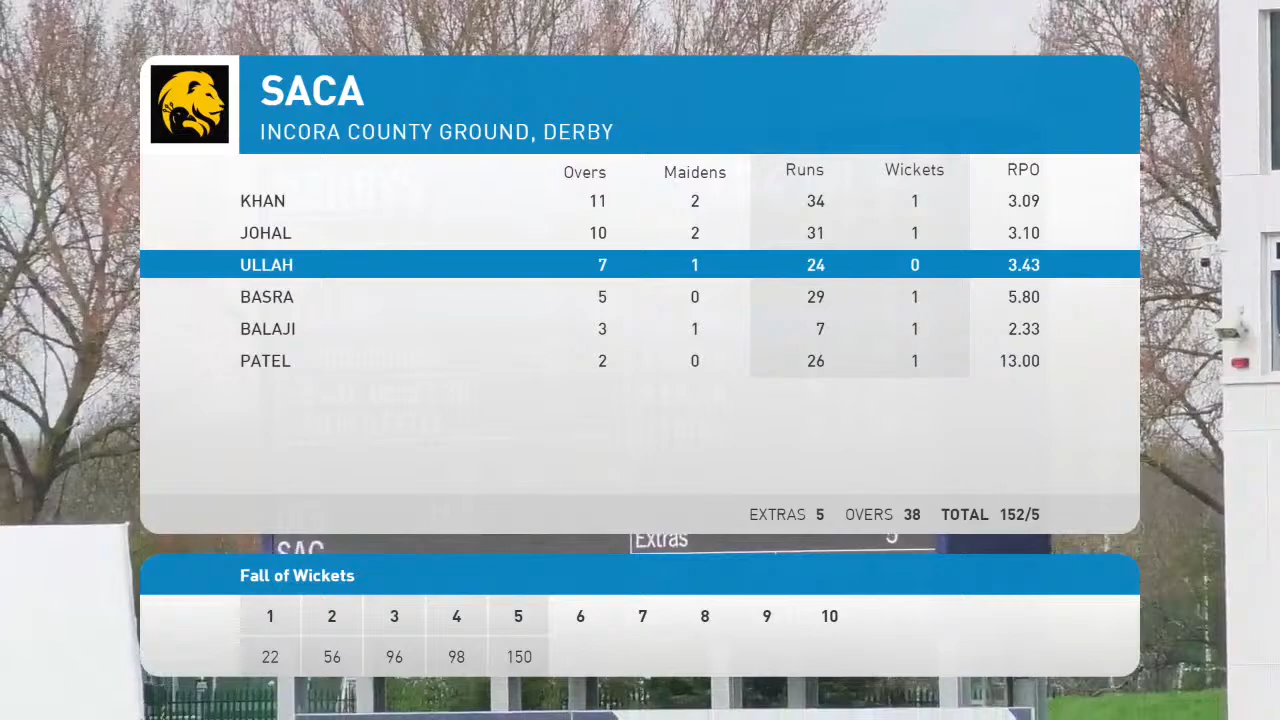 SACA
INCORA COUNTY GROUND, DERBY
Overs Maidens Runs Wickets RPO
KHAN 11 2 34 1 3.09
JOHAL 10 2 31 1 3.10
ULLAH 7 1 24 0 3.43
BASRA 5 0 29 1 5.80
BALAJI 3 1 7 1 2.33
PATEL 2 0 26 1 13.00
EXTRAS 5 OVERS 38 TOTAL 152/5
SAC Extras 5
Fall of Wickets
1 2 3 4 5 6 7 8 9 10
22 56 96 98 150